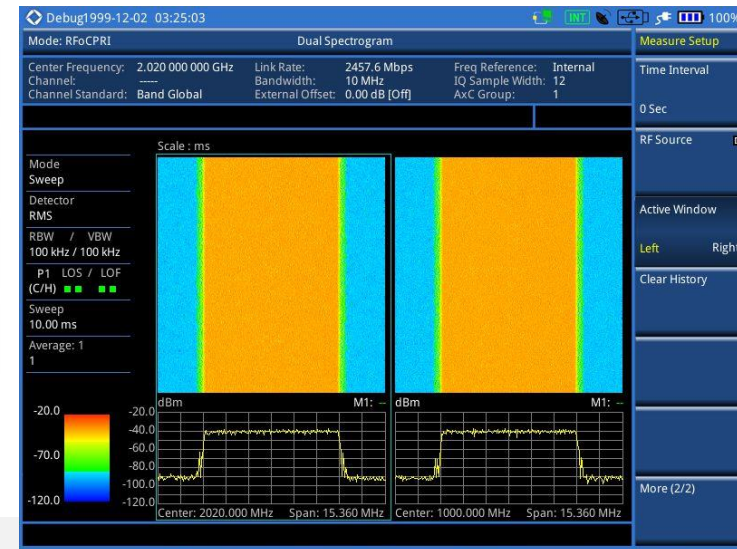 Debug1999-12-02 03:25:03 INT 100%
Mode: RFoCPRI Dual Spectrogram Measure Setup
Center Frequency: 2.020 000 000 GHz Link Rate: 2457.6 Mbps Freq Reference: Internal
Channel: ----- Bandwidth: 10 MHz IQ Sample Width: 12
Channel Standard: Band Global External Offset: 0.00 dB [Off] AxC Group: 1
Time Interval
0 Sec
Scale : ms
RF Source
Mode
Sweep
Detector
RMS
RBW / VBW
100 kHz / 100 kHz
P1 LOS / LOF
(C/H)
Sweep
10.00 ms
Average: 1
1
Active Window
Left Right
Clear History
dBm M1: -- dBm M1: --
-20.0
-70.0
-120.0
-20.0
-40.0
-60.0
-80.0
-100.0
-120.0
Center: 2020.000 MHz Span: 15.360 MHz Center: 1000.000 MHz Span: 15.360 MHz
More (2/2)